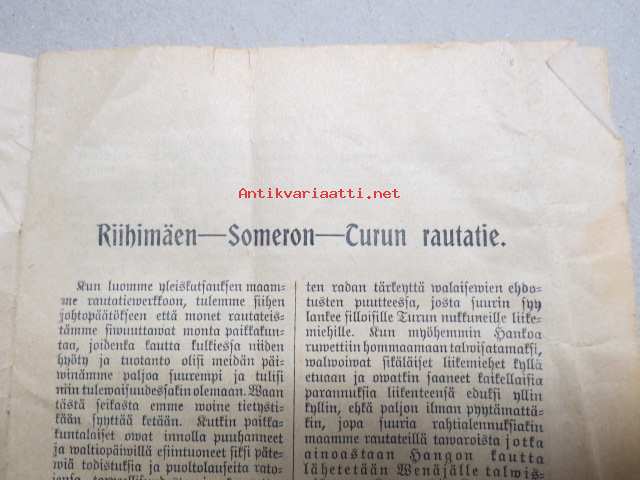 Antikvariaatti.net
Riihimäen—Someron—Turun rautatie.
Kun luomme yleiskatsauksen maam-
me rautatieverkkoon, tulemme siihen
johtopäätökseen että monet rautateis-
tämme siwuuttawat monta paikkakun-
taa, joidenka kautta kulkiessa niiden
hyöty ja tuotanto olisi meidän päi-
winämme paljoa suurempi ja tulisi
niin tulewaisuudessakin olemaan. Waan
tästä seikasta emme woine tietysti-
kään syyttää ketään. Kutkin paikka-
kuntalaiset owat innolla puuhanneet
ja waltiopäiwillä esiintuoneet siksi päte-
wiä todistuksia ja puoltolauseita rato-
ten radan tärkeyttä walaisewien ehdo-
tusten puutteessa, josta suurin syy
lankee silloisille Turun nukkuneille liike-
miehille. Kun myöhemmin Hankoa
ruwettiin hommaamaan talwisatamaksi,
walwoiwat sikäläiset liikemiehet kyllä
etuaan ja owatkin saaneet kaikellaisia
parannuksia liikenteensä eduksi yllin
kyllin, ehkä paljon ilman pyytämättä-
kin, jopa suuria rahtialennuksiakin
maamme rautateillä tawaroista jotka
ainoastaan Hangon kautta
lähetetään Wenäjälle talwis-